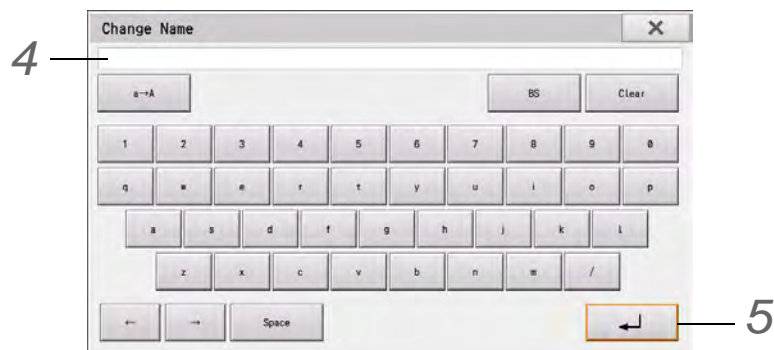 Change Name ×
4
a→A BS Clear
1 2 3 4 5 6 7 8 9 0
q w e r t y u i o p
a s d f g h j k l
z x c v b n m /
← → Space ↵ 5